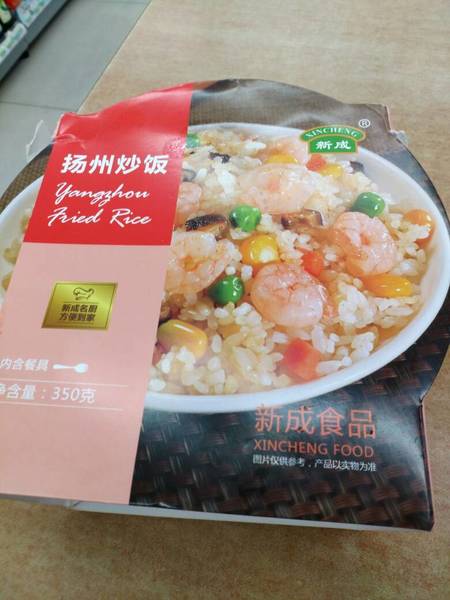 XINCHENG
®
新成
扬州炒饭
Yangzhou
Fried Rice
新成名厨
方便到家
内含餐具
净含量：350克
新成食品
XINCHENG FOOD
图片仅供参考，产品以实物为准